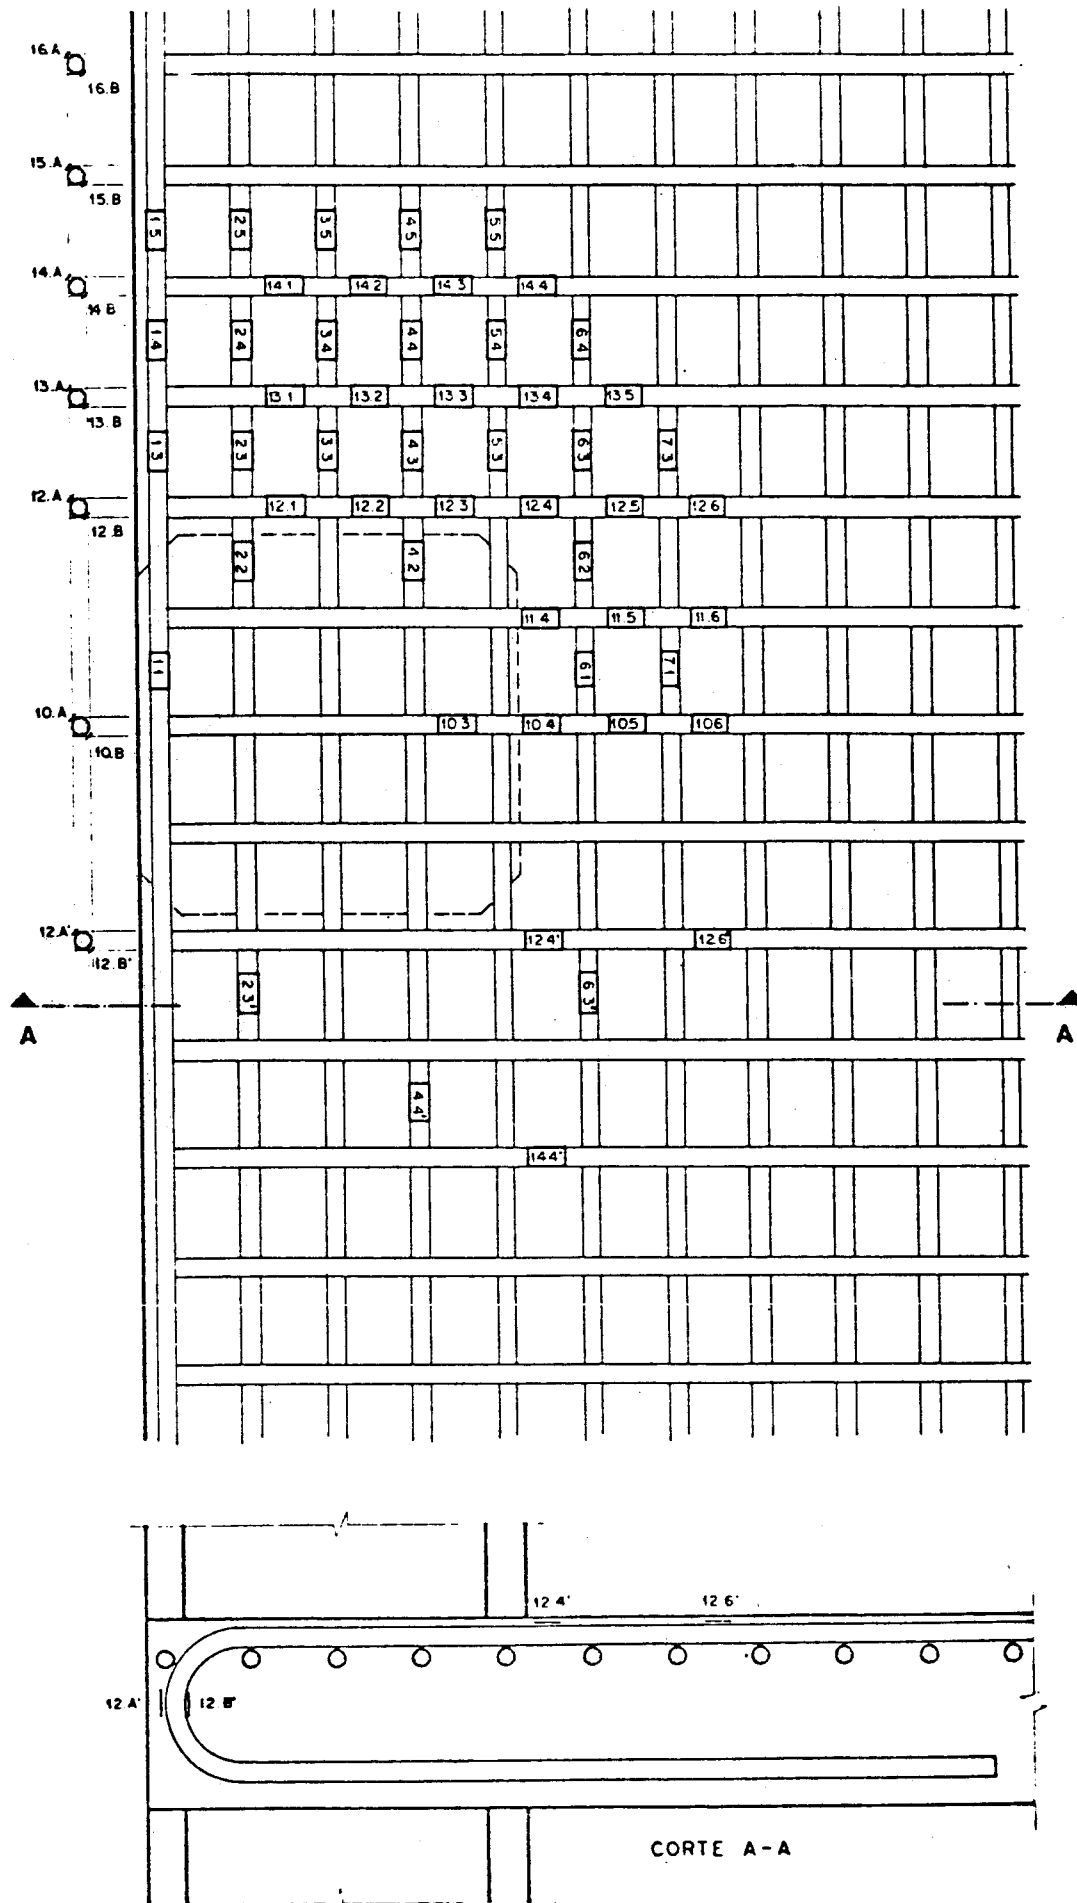 16.A
16.B
15.A
15.B
1.5 2.5 3.5 4.5 5.5
14.A 14.1 14.2 14.3 14.4
14.B
1.4 2.4 3.4 4.4 5.4 6.4
13.A 13.1 13.2 13.3 13.4 13.5
13.B
1.3 2.3 3.3 4.3 5.3 6.3 7.3
12.A 12.1 12.2 12.3 12.4 12.5 12.6
12.B
2.2 4.2 6.2
11.4 11.5 11.6
1.1 6.1 7.1
10.A 10.3 10.4 10.5 10.6
10.B
12.A' 12.4' 12.6'
12.B'
2.3' 6.3'
A A
4.4'
14.4'
12.4' 12.6'
12.A' 12.B'
CORTE A-A